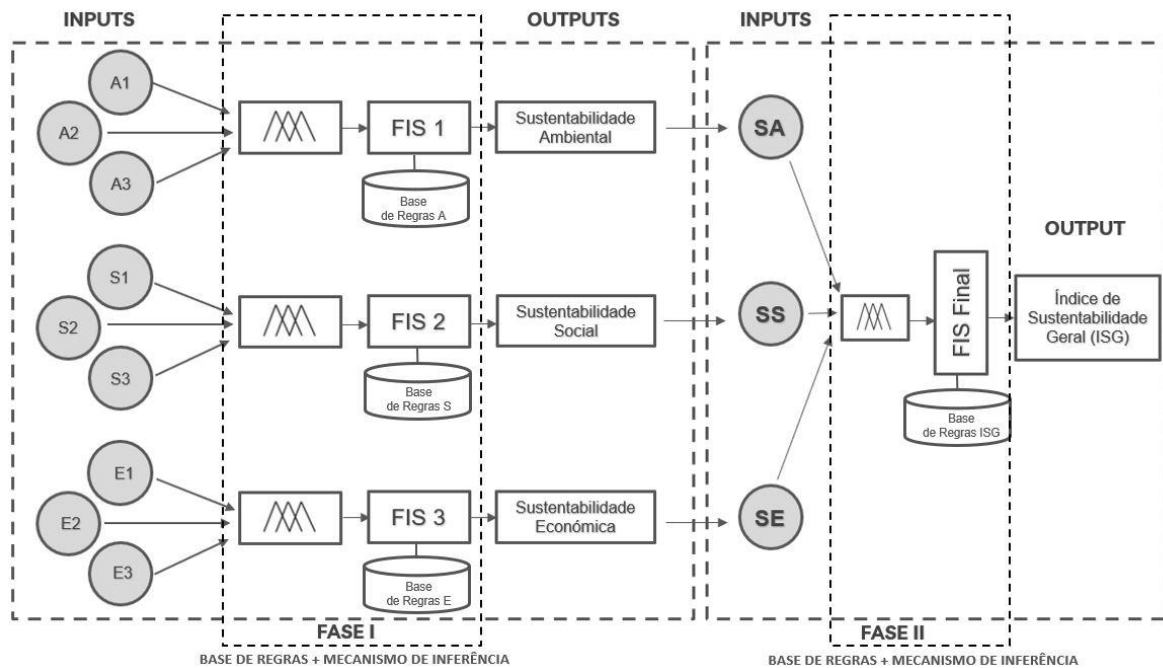 INPUTS
OUTPUTS
INPUTS
A1
A2
A3
FIS 1
Base
de Regras A
Sustentabilidade
Ambiental
SA
S1
S2
S3
FIS 2
Base
de Regras S
Sustentabilidade
Social
SS
E1
E2
E3
FIS 3
Base
de Regras E
Sustentabilidade
Económica
SE
FIS Final
Base
de Regras ISG
OUTPUT
Índice de
Sustentabilidade
Geral (ISG)
FASE I
BASE DE REGRAS + MECANISMO DE INFERÊNCIA
FASE II
BASE DE REGRAS + MECANISMO DE INFERÊNCIA